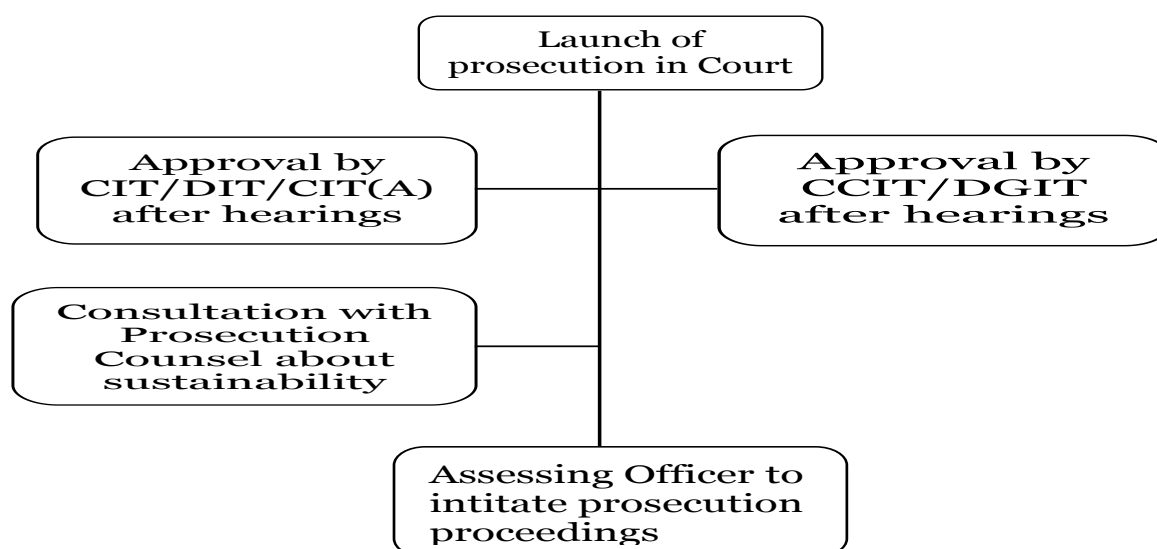 Launch of
prosecution in Court
Approval by
CIT/DIT/CIT(A)
after hearings
Approval by
CCIT/DGIT
after hearings
Consultation with
Prosecution
Counsel about
sustainability
Assessing Officer to
intitate prosecution
proceedings